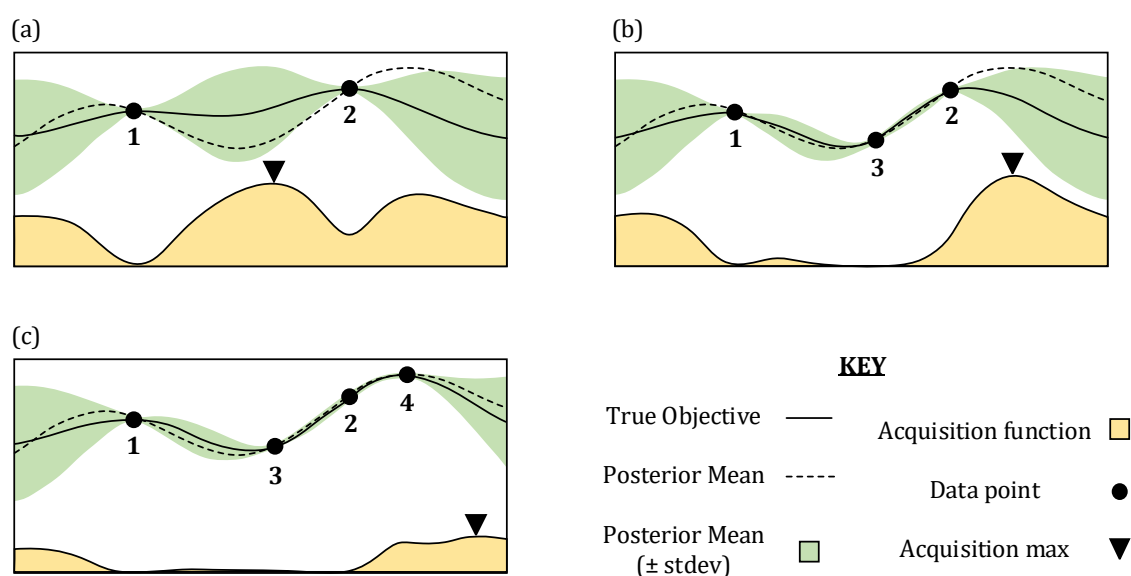 (a)
(b)
1
2
1
2
3
(c)
1
2
3
4
KEY
True Objective
Acquisition function
Posterior Mean
Data point
Posterior Mean
(± stdev)
Acquisition max